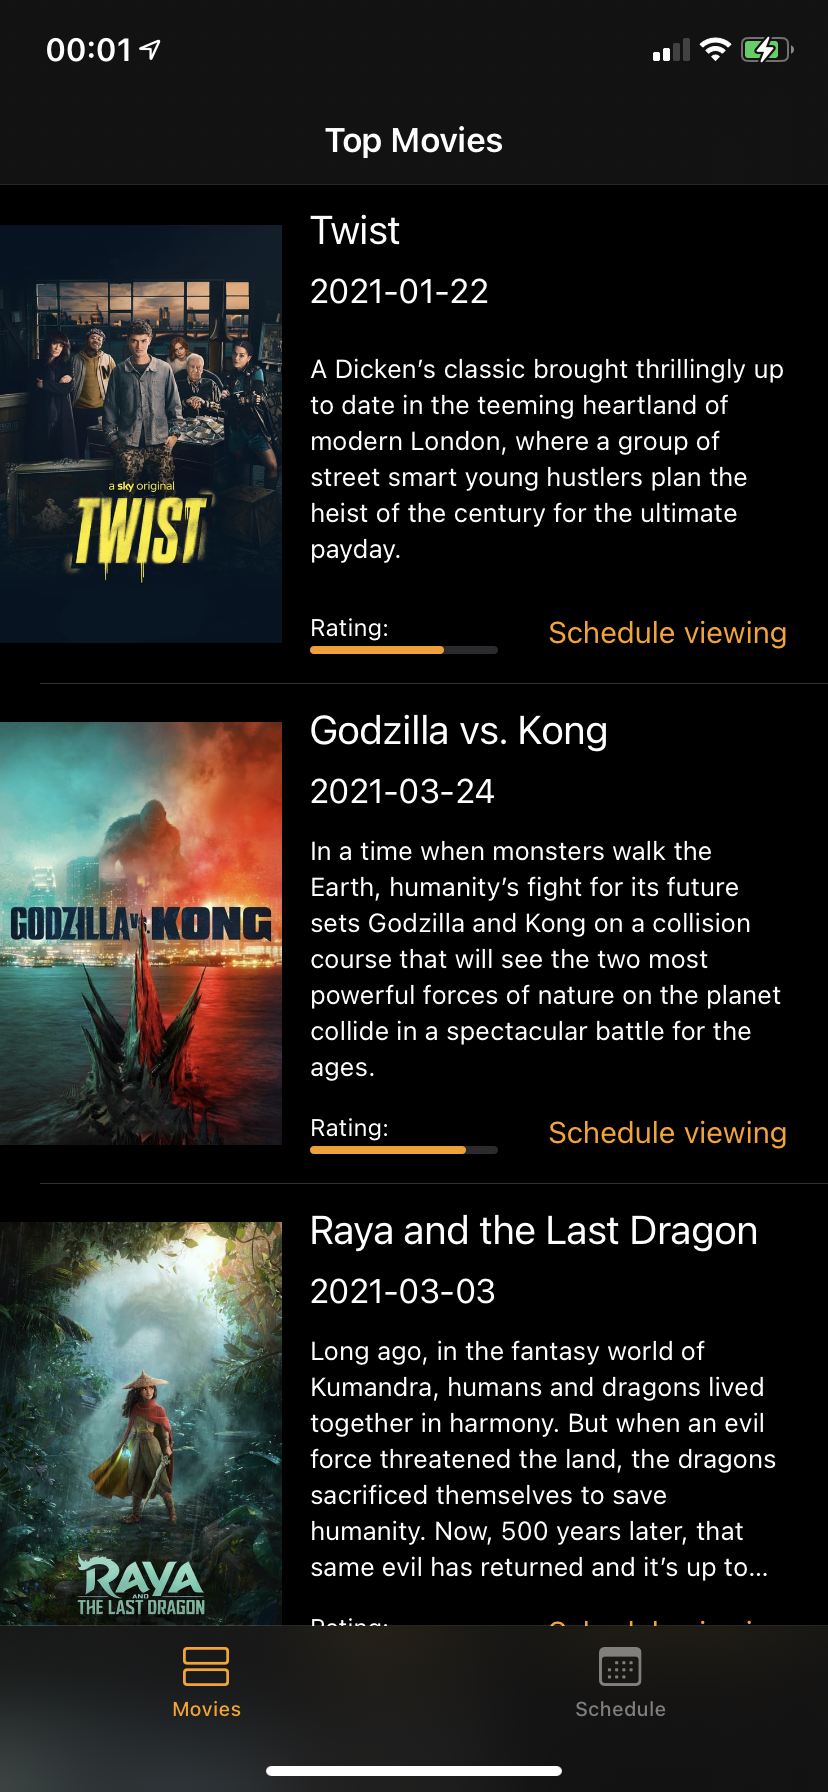 00:01
Top Movies
a sky original
TWIST
Twist
2021-01-22
A Dicken’s classic brought thrillingly up
to date in the teeming heartland of
modern London, where a group of
street smart young hustlers plan the
heist of the century for the ultimate
payday.
Rating:
Schedule viewing
GODZILLA VS. KONG
Godzilla vs. Kong
2021-03-24
In a time when monsters walk the
Earth, humanity’s fight for its future
sets Godzilla and Kong on a collision
course that will see the two most
powerful forces of nature on the planet
collide in a spectacular battle for the
ages.
Rating:
Schedule viewing
RAYA
AND
THE LAST DRAGON
Raya and the Last Dragon
2021-03-03
Long ago, in the fantasy world of
Kumandra, humans and dragons lived
together in harmony. But when an evil
force threatened the land, the dragons
sacrificed themselves to save
humanity. Now, 500 years later, that
same evil has returned and it’s up to...
Rating:
Schedule viewing
Movies
Schedule